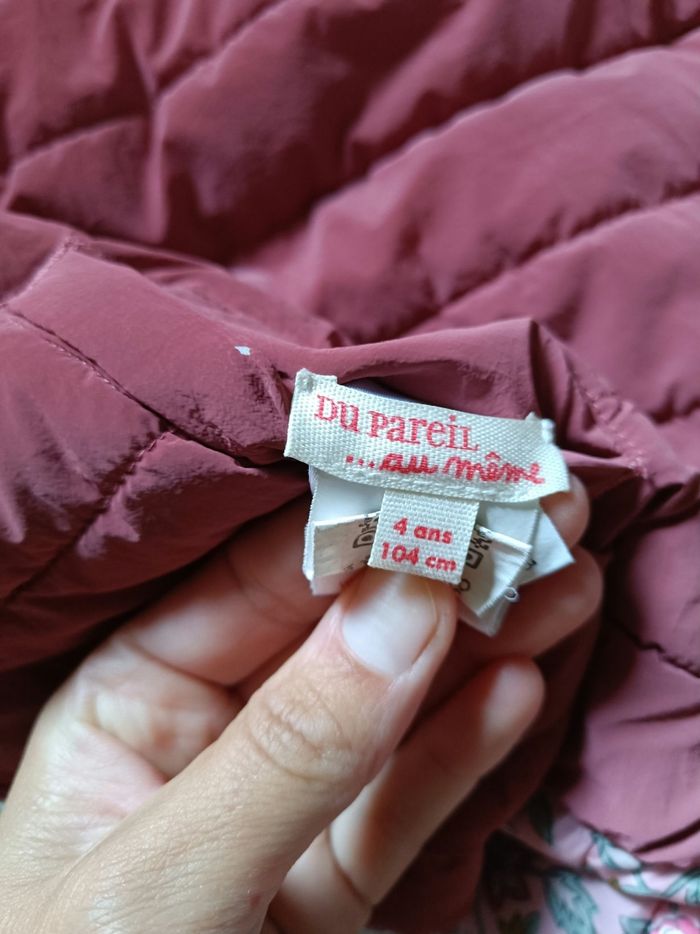 DU PareiL
...au même
4 ans
104 cm